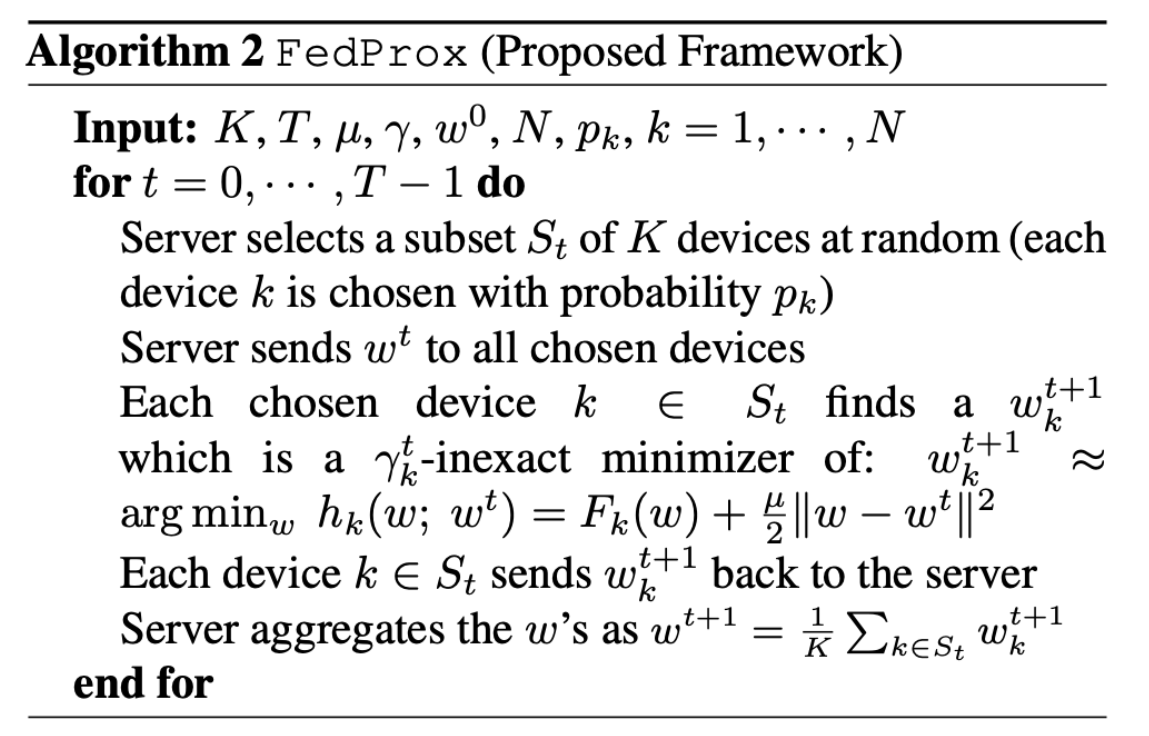 Algorithm 2 FedProx (Proposed Framework)
Input: K, T, μ, γ, w⁰, N, pₖ, k = 1, ⋯ , N
for t = 0, ⋯ , T − 1 do
Server selects a subset Sₜ of K devices at random (each
device k is chosen with probability pₖ)
Server sends wᵗ to all chosen devices
Each chosen device k ∈ Sₜ finds a wₖᵗ⁺¹
which is a γₖᵗ-inexact minimizer of: wₖᵗ⁺¹ ≈
arg min_w hₖ(w; wᵗ) = Fₖ(w) + μ/2 ‖w − wᵗ‖²
Each device k ∈ Sₜ sends wₖᵗ⁺¹ back to the server
Server aggregates the w’s as wᵗ⁺¹ = 1/K ∑_{k∈Sₜ} wₖᵗ⁺¹
end for